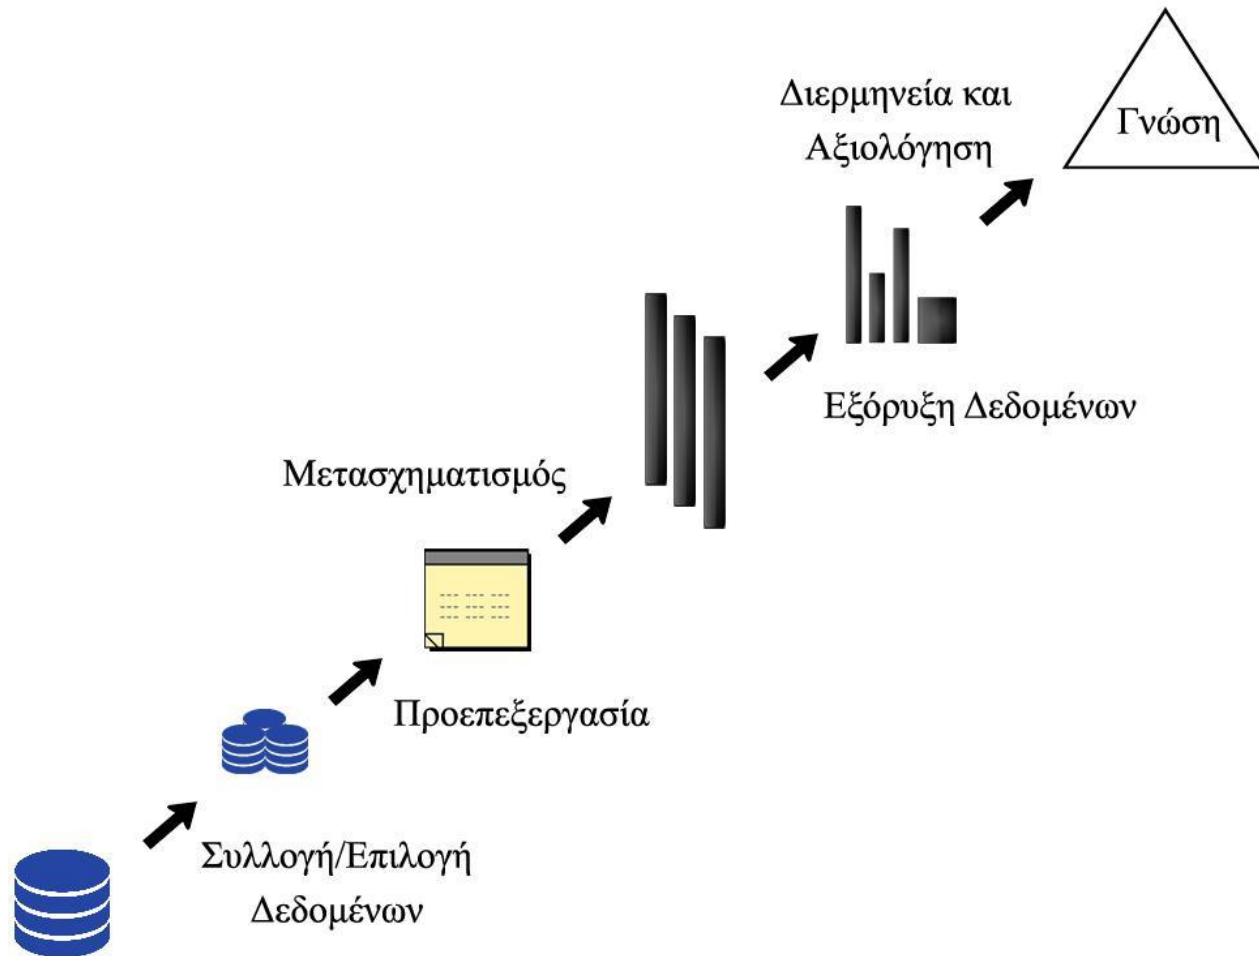 Διερμηνεία και
Αξιολόγηση
Γνώση
Εξόρυξη Δεδομένων
Μετασχηματισμός
Προεπεξεργασία
Συλλογή/Επιλογή
Δεδομένων